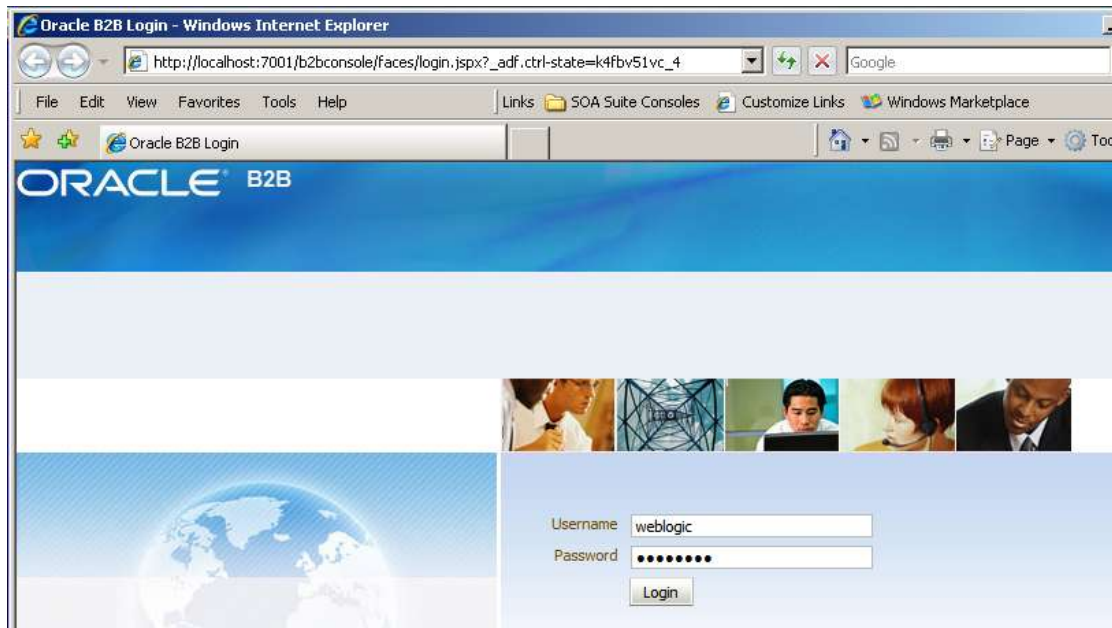 Oracle B2B Login - Windows Internet Explorer
http://localhost:7001/b2bconsole/faces/login.jspx?_adf.ctrl-state=k4fbv51vc_4 Google
File Edit View Favorites Tools Help Links SOA Suite Consoles Customize Links Windows Marketplace
Oracle B2B Login Page Too
ORACLE B2B
Username weblogic
Password ●●●●●●●●
Login